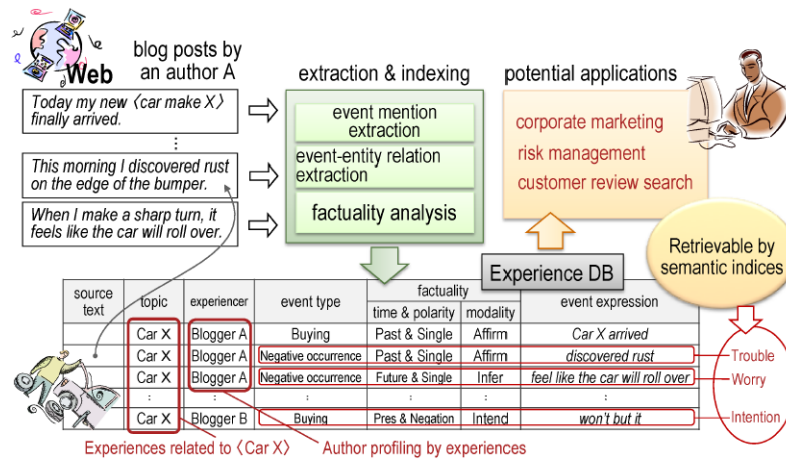 Web
blog posts by
an author A
extraction & indexing
potential applications
Today my new 〈car make X〉
finally arrived.
⋮
This morning I discovered rust
on the edge of the bumper.
When I make a sharp turn, it
feels like the car will roll over.
event mention
extraction
event-entity relation
extraction
factuality analysis
corporate marketing
risk management
customer review search
Experience DB
Retrievable by
semantic indices
source
text
topic
experiencer
event type
factuality
time & polarity
modality
event expression
Car X Blogger A Buying Past & Single Affirm Car X arrived
Car X Blogger A Negative occurrence Past & Single Affirm discovered rust Trouble
Car X Blogger A Negative occurrence Future & Single Infer feel like the car will roll over Worry
: : : : : :
Car X Blogger B Buying Pres & Negation Intend won't but it Intention
Experiences related to 〈Car X〉
Author profiling by experiences